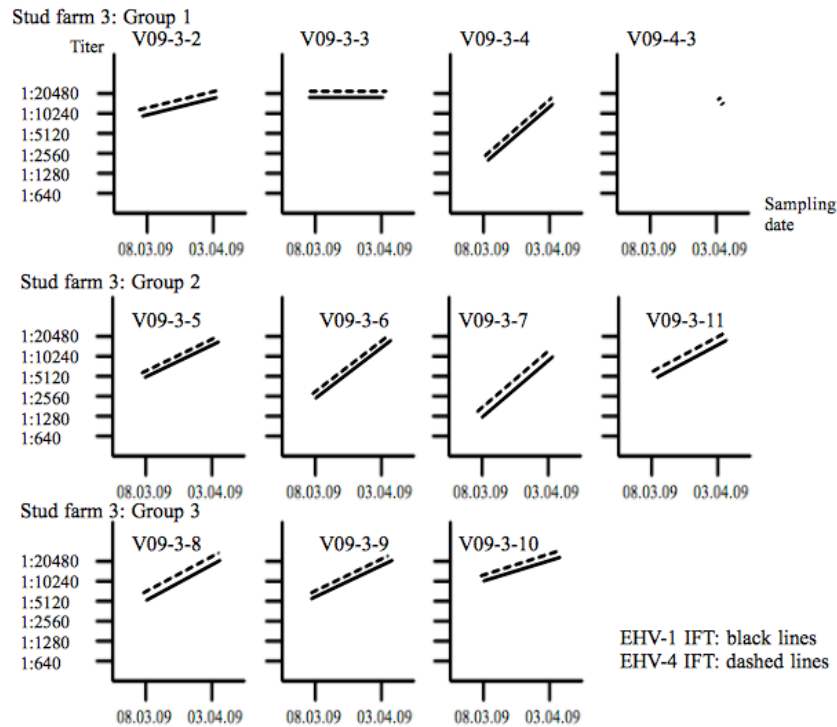 Stud farm 3: Group 1
Titer
V09-3-2 V09-3-3 V09-3-4 V09-4-3
1:20480
1:10240
1:5120
1:2560
1:1280
1:640
Sampling
date
08.03.09 03.04.09 08.03.09 03.04.09 08.03.09 03.04.09 08.03.09 03.04.09
Stud farm 3: Group 2
V09-3-5 V09-3-6 V09-3-7 V09-3-11
1:20480
1:10240
1:5120
1:2560
1:1280
1:640
08.03.09 03.04.09 08.03.09 03.04.09 08.03.09 03.04.09 08.03.09 03.04.09
Stud farm 3: Group 3
V09-3-8 V09-3-9 V09-3-10
1:20480
1:10240
1:5120
1:2560
1:1280
1:640
EHV-1 IFT: black lines
EHV-4 IFT: dashed lines
08.03.09 03.04.09 08.03.09 03.04.09 08.03.09 03.04.09